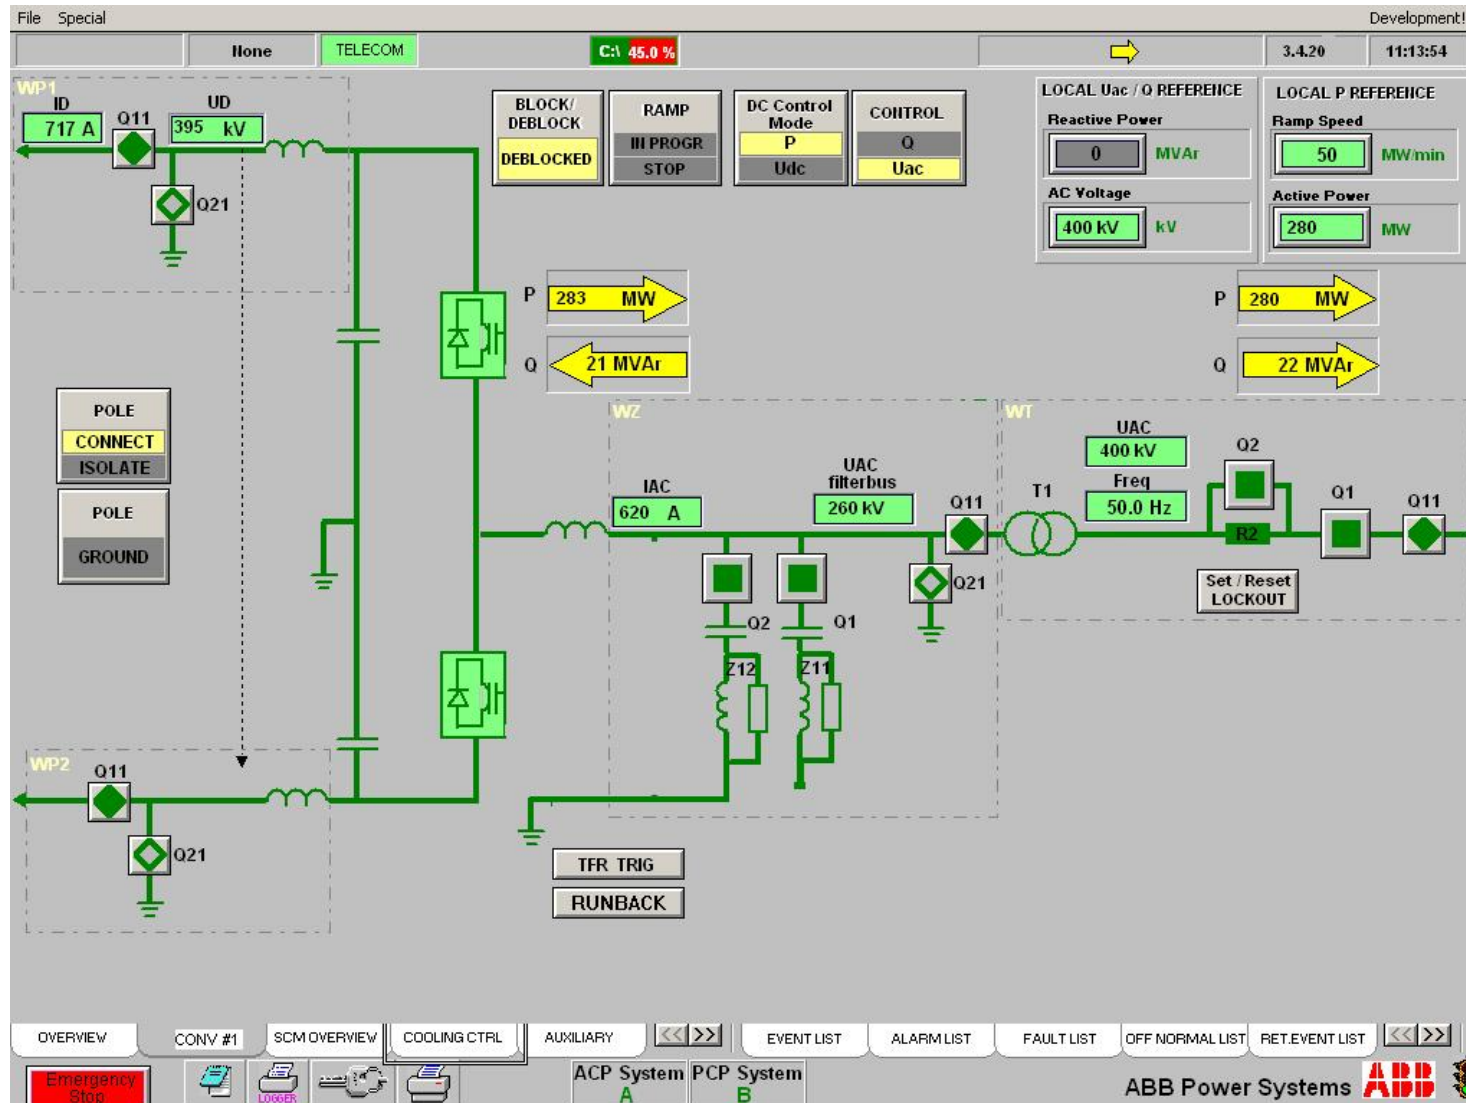 File Special Development!
None TELECOM C:\ 45.0 % 3.4.20 11:13:54
WP1
ID
717 A
Q11
UD
395 kV
Q21
BLOCK/
DEBLOCK
DEBLOCKED
RAMP
IN PROGR
STOP
DC Control
Mode
P
Udc
CONTROL
Q
Uac
LOCAL Uac / Q REFERENCE
Reactive Power
0 MVAr
AC Voltage
400 kV kV
LOCAL P REFERENCE
Ramp Speed
50 MW/min
Active Power
280 MW
P 283 MW
Q 21 MVAr
P 280 MW
Q 22 MVAr
POLE
CONNECT
ISOLATE
POLE
GROUND
WZ
IAC
620 A
UAC
filterbus
260 kV
Q11
Q21
Q2
Q1
Z12
Z11
WT
T1
UAC
400 kV
Freq
50.0 Hz
Q2
R2
Q1
Q11
Set / Reset
LOCKOUT
WP2
Q11
Q21
TFR TRIG
RUNBACK
OVERVIEW CONV #1 SCM OVERVIEW COOLING CTRL AUXILIARY << >> EVENT LIST ALARM LIST FAULT LIST OFF NORMAL LIST RET.EVENT LIST << >>
Emergency
Stop
LOGGER
ACP System
A
PCP System
B
ABB Power Systems ABB